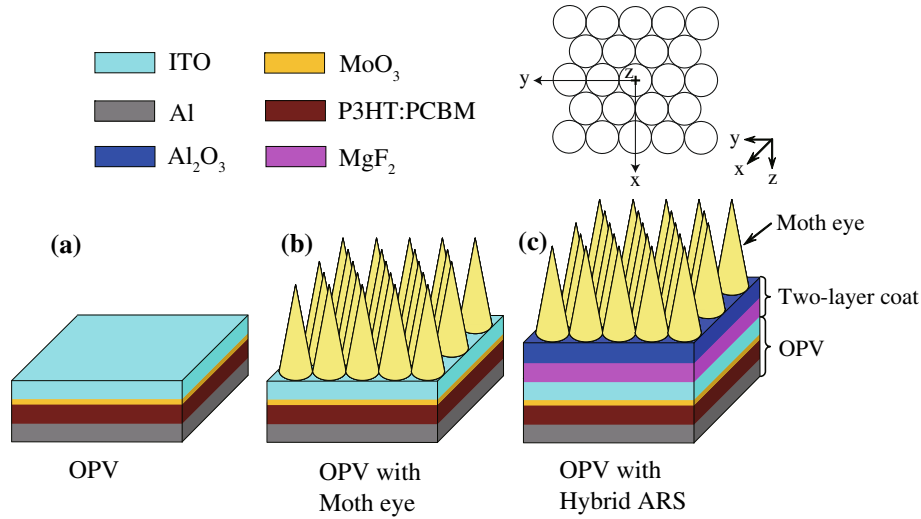 ITO
MoO₃
Al
P3HT:PCBM
Al₂O₃
MgF₂
y
z
x
y
x
z
(a)
(b)
(c)
Moth eye
Two-layer coat
OPV
OPV
OPV with
Moth eye
OPV with
Hybrid ARS